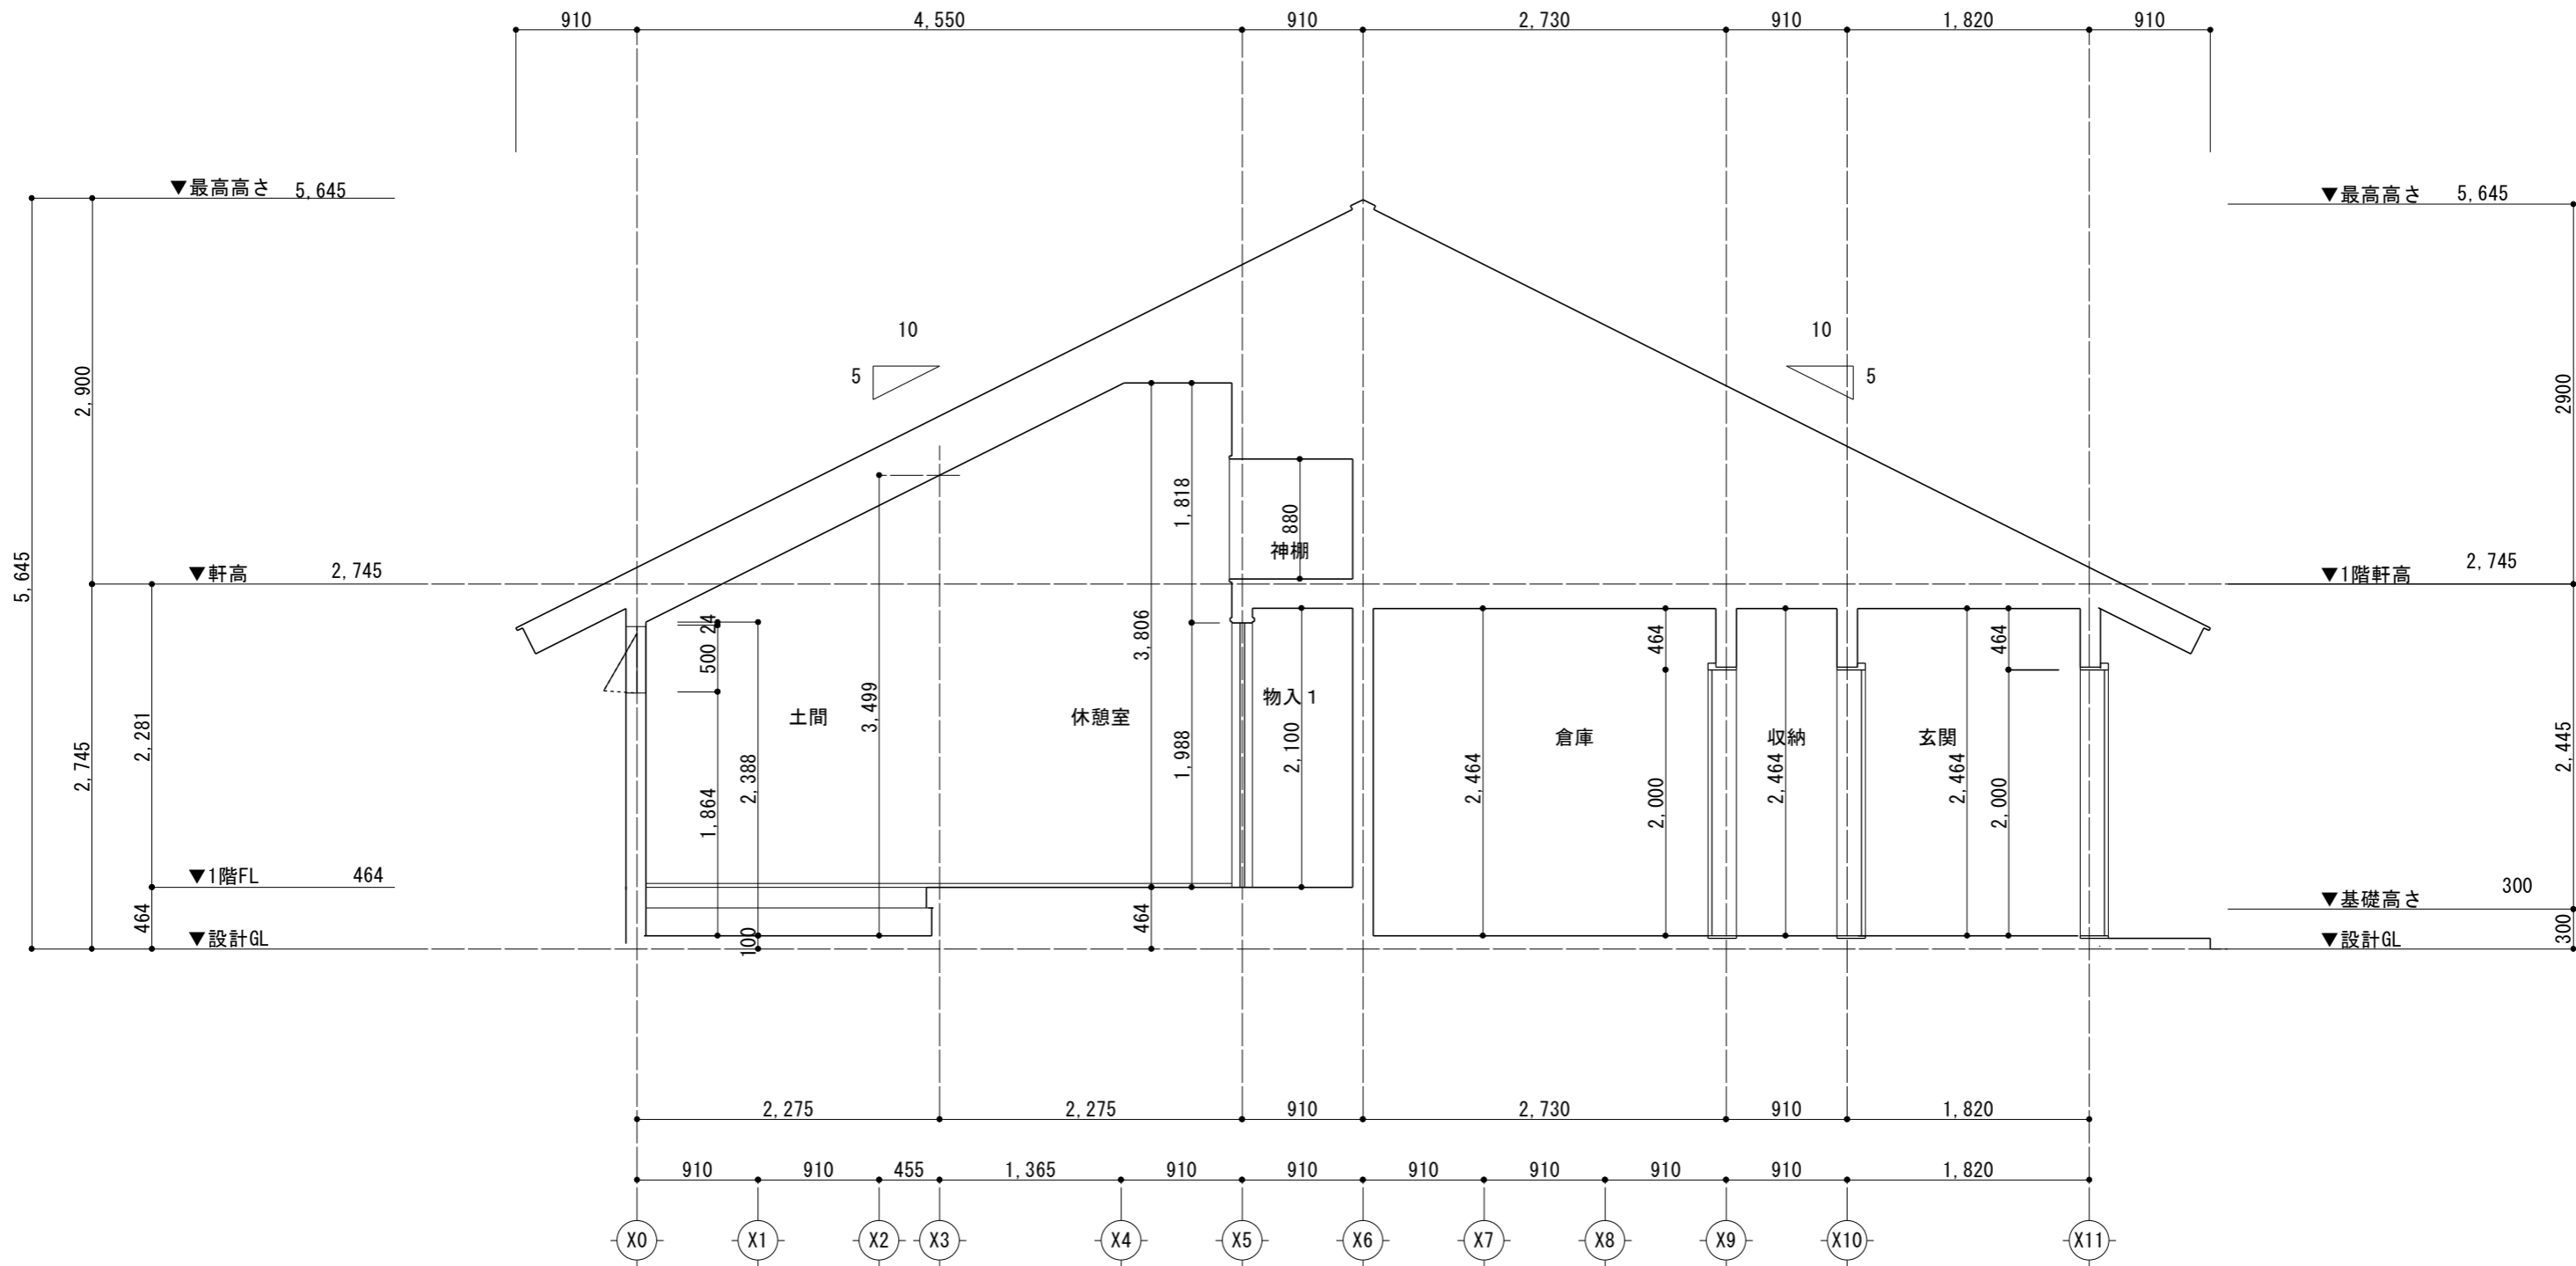 910 4,550 910 2,730 910 1,820 910
▼最高高さ 5,645
▼最高高さ 5,645
10
5
10
5
2,900
2900
5,645
▼軒高 2,745
▼1階軒高 2,745
1,818
880
神棚
3,806
500 24
464
464
3,499
土間
休憩室
物入1
倉庫
収納
玄関
2,281
2,745
1,864
2,388
1,988
2,100
2,464
2,000
2,464
2,464
2,000
2,445
▼1階FL 464
464
▼設計GL
100
464
▼基礎高さ 300
▼設計GL
300
2,275 2,275 910 2,730 910 1,820
910 910 455 1,365 910 910 910 910 910 910 1,820
X0 X1 X2 X3 X4 X5 X6 X7 X8 X9 X10 X11